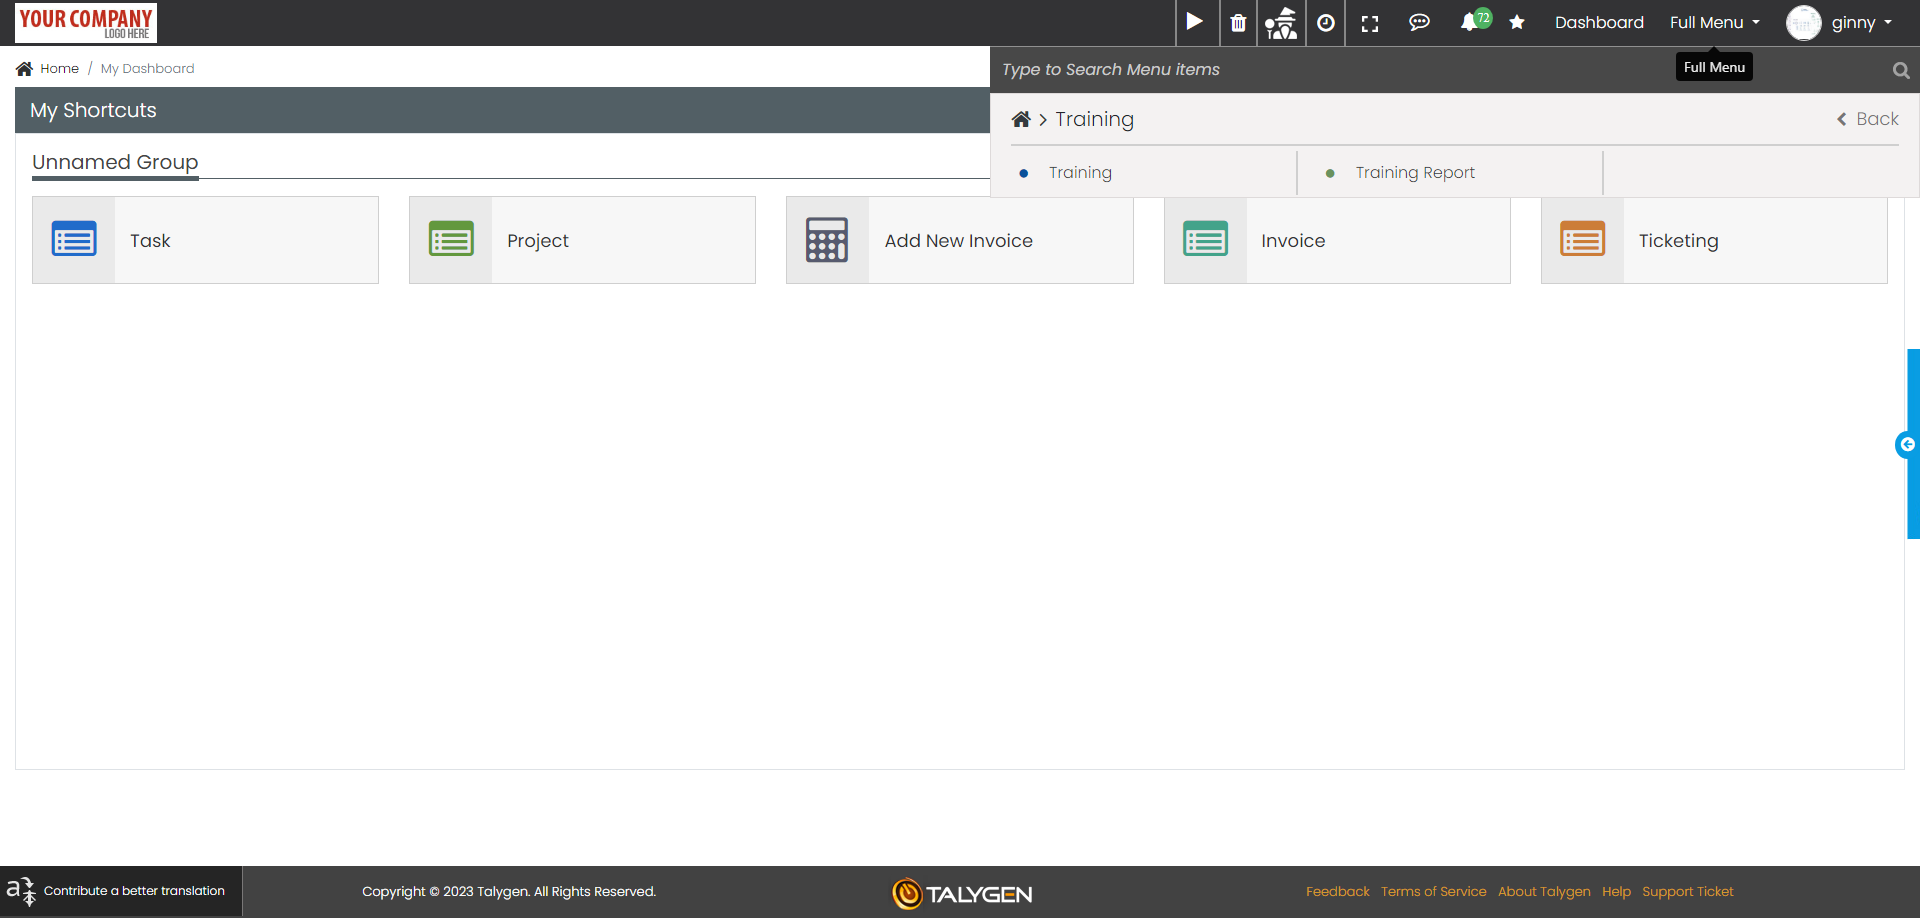 YOUR COMPANY
LOGO HERE
72
Dashboard
Full Menu
ginny
Home / My Dashboard
Type to Search Menu items
Full Menu
My Shortcuts
Training
Back
Unnamed Group
Training
Training Report
Task
Project
Add New Invoice
Invoice
Ticketing
Contribute a better translation
Copyright © 2023 Talygen. All Rights Reserved.
TALYGEN
Feedback Terms of Service About Talygen Help Support Ticket